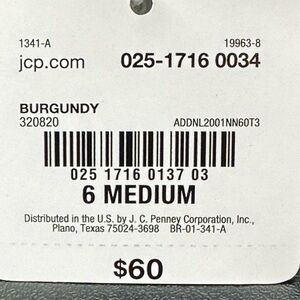 1341-A 19963-8
jcp.com 025-1716 0034
BURGUNDY
320820 ADDNL2001NN60T3
025 1716 0137 03
6 MEDIUM
Distributed in the U.S. by J. C. Penney Corporation, Inc.,
Plano, Texas 75024-3698 BR-01-341-A
$60